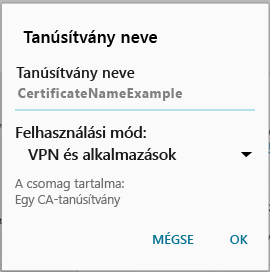 Tanúsítvány neve
Tanúsítvány neve
CertificateNameExample
Felhasználási mód:
VPN és alkalmazások
A csomag tartalma:
Egy CA-tanúsítvány
MÉGSE OK